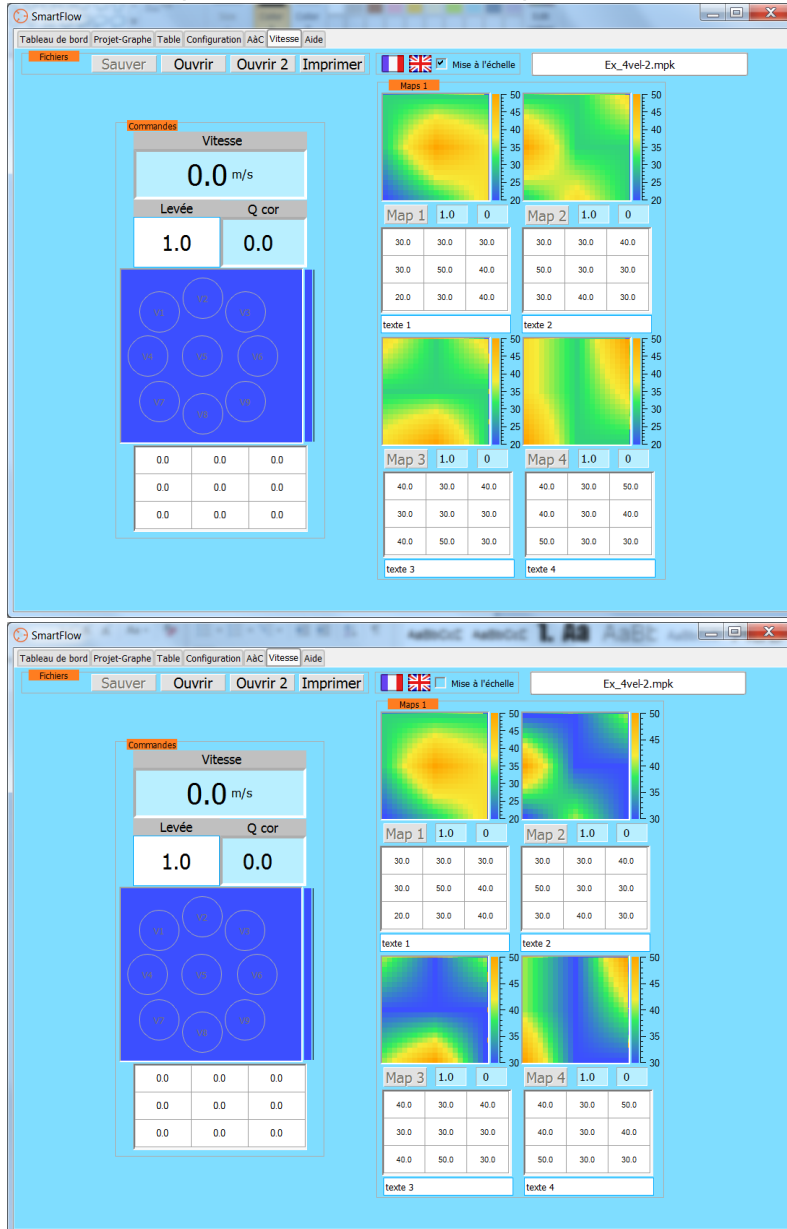 SmartFlow
Tableau de bord Projet-Graphe Table Configuration AàC Vitesse Aide
Fichiers Sauver Ouvrir Ouvrir 2 Imprimer Mise à l'échelle Ex_4vel-2.mpk
Commandes
Vitesse
0.0 m/s
Levée Q cor
1.0 0.0
V1 V2 V3
V4 V5 V6
V7 V8 V9
0.0 0.0 0.0
0.0 0.0 0.0
0.0 0.0 0.0
Maps 1
50 50
45 45
40 40
35 35
30 30
25 25
20 20
Map 1 1.0 0 Map 2 1.0 0
30.0 30.0 30.0 30.0 30.0 40.0
30.0 50.0 40.0 50.0 30.0 30.0
20.0 30.0 40.0 30.0 40.0 30.0
texte 1 texte 2
50 50
45 45
40 40
35 35
30 30
25 25
20 20
Map 3 1.0 0 Map 4 1.0 0
40.0 30.0 40.0 40.0 30.0 50.0
30.0 30.0 30.0 40.0 30.0 40.0
40.0 50.0 30.0 50.0 30.0 30.0
texte 3 texte 4
SmartFlow
Tableau de bord Projet-Graphe Table Configuration AàC Vitesse Aide
Fichiers Sauver Ouvrir Ouvrir 2 Imprimer Mise à l'échelle Ex_4vel-2.mpk
Commandes
Vitesse
0.0 m/s
Levée Q cor
1.0 0.0
V1 V2 V3
V4 V5 V6
V7 V8 V9
0.0 0.0 0.0
0.0 0.0 0.0
0.0 0.0 0.0
Maps 1
50 50
45 45
40 40
35 35
30 30
25
20
Map 1 1.0 0 Map 2 1.0 0
30.0 30.0 30.0 30.0 30.0 40.0
30.0 50.0 40.0 50.0 30.0 30.0
20.0 30.0 40.0 30.0 40.0 30.0
texte 1 texte 2
50 50
45 45
40 40
35 35
30 30
Map 3 1.0 0 Map 4 1.0 0
40.0 30.0 40.0 40.0 30.0 50.0
30.0 30.0 30.0 40.0 30.0 40.0
40.0 50.0 30.0 50.0 30.0 30.0
texte 3 texte 4